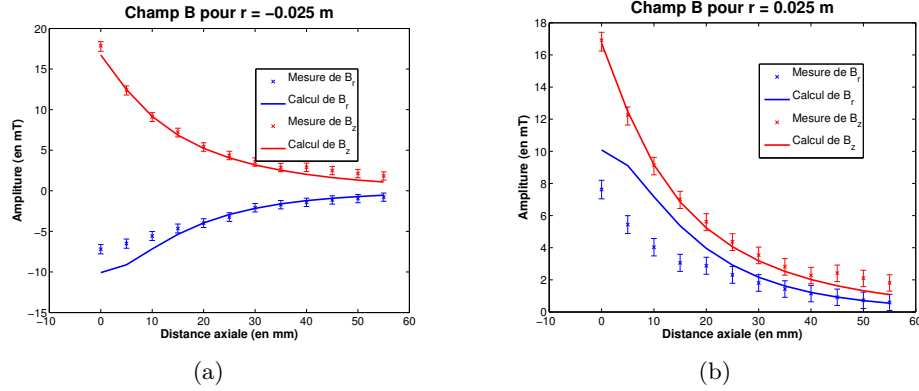 Champ B pour r = −0.025 m
Ampliture (en mT)
20
15
10
5
0
−5
−10
−15
−10
0
10
20
30
40
50
60
Distance axiale (en mm)
Mesure de B_r
Calcul de B_r
Mesure de B_z
Calcul de B_z
(a)
Champ B pour r = 0.025 m
Ampliture (en mT)
18
16
14
12
10
8
6
4
2
0
−10
0
10
20
30
40
50
60
Distance axiale (en mm)
Mesure de B_r
Calcul de B_r
Mesure de B_z
Calcul de B_z
(b)